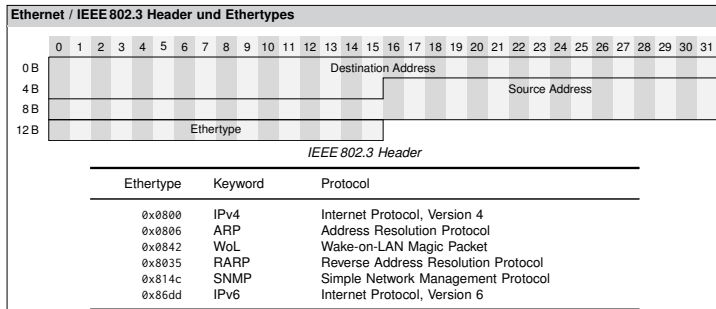 Ethernet / IEEE 802.3 Header und Ethertypes
0 1 2 3 4 5 6 7 8 9 10 11 12 13 14 15 16 17 18 19 20 21 22 23 24 25 26 27 28 29 30 31
0 B Destination Address
4 B Source Address
8 B
12 B Ethertype
IEEE 802.3 Header
Ethertype Keyword Protocol
0x0800 IPv4 Internet Protocol, Version 4
0x0806 ARP Address Resolution Protocol
0x0842 WoL Wake-on-LAN Magic Packet
0x8035 RARP Reverse Address Resolution Protocol
0x814c SNMP Simple Network Management Protocol
0x86dd IPv6 Internet Protocol, Version 6